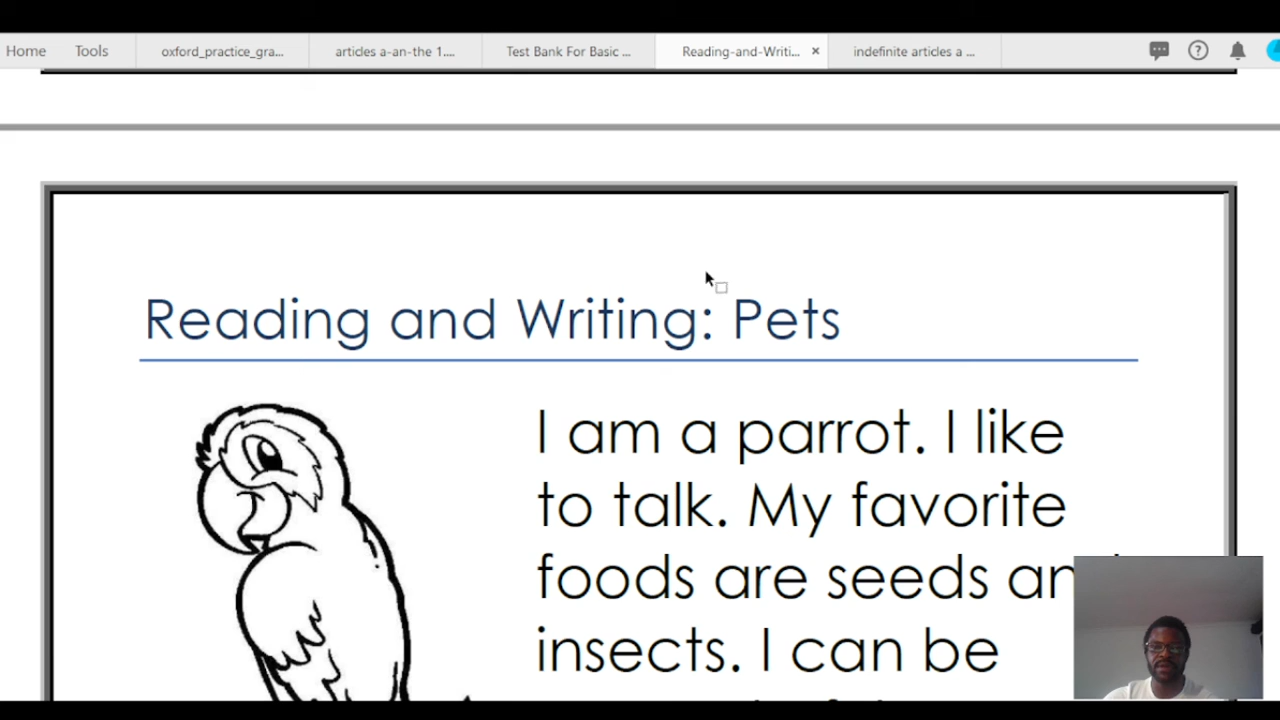 Home Tools oxford_practice_gra... articles a-an-the 1.... Test Bank For Basic ... Reading-and-Writi... × indefinite articles a ...
Reading and Writing: Pets
I am a parrot. I like
to talk. My favorite
foods are seeds an
insects. I can be